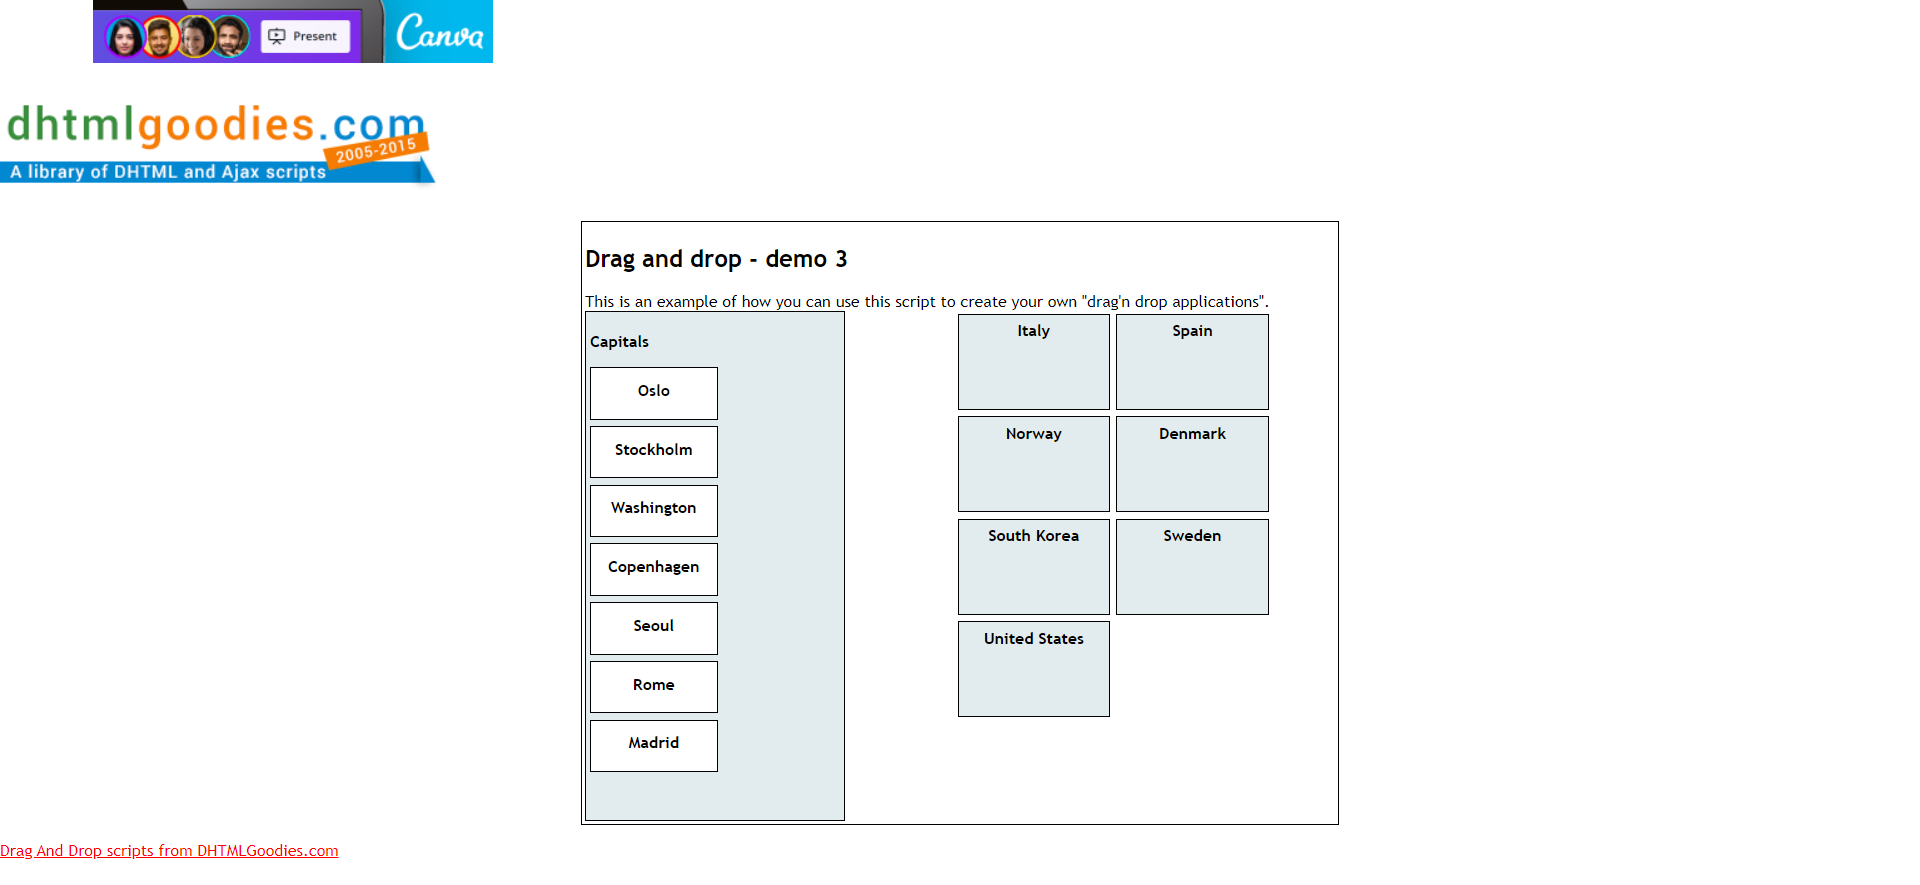 Present
Canva
dhtmlgoodies.com
2005-2015
A library of DHTML and Ajax scripts
Drag and drop - demo 3
This is an example of how you can use this script to create your own "drag'n drop applications".
Capitals
Oslo
Stockholm
Washington
Copenhagen
Seoul
Rome
Madrid
Italy
Spain
Norway
Denmark
South Korea
Sweden
United States
Drag And Drop scripts from DHTMLGoodies.com